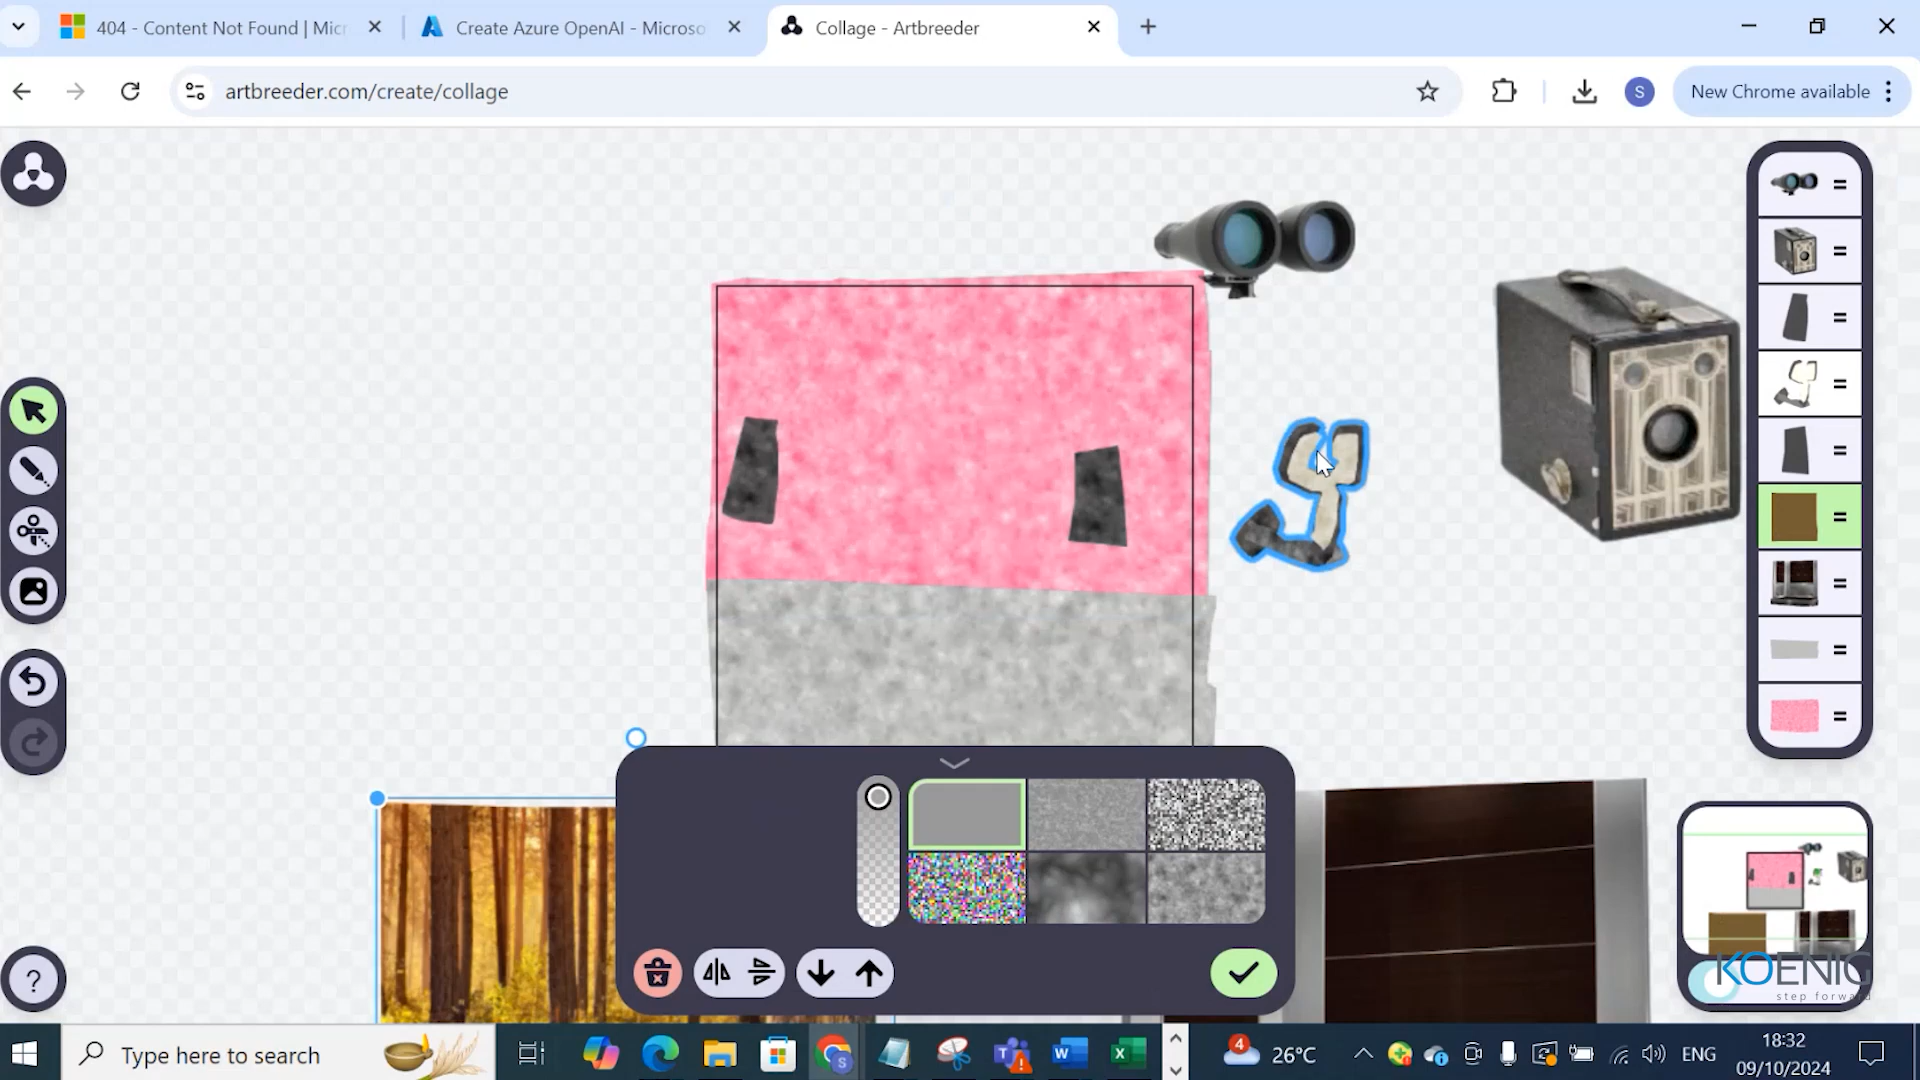 404 - Content Not Found | Micr
Create Azure OpenAI - Microso
Collage - Artbreeder
artbreeder.com/create/collage
S
New Chrome available
?
KOENIG
step forward
Type here to search
4
26°C
ENG
18:32
09/10/2024